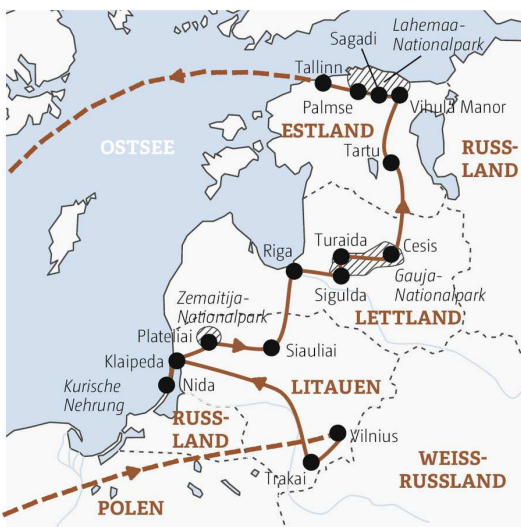 Lahemaa-
Nationalpark
Sagadi
Tallinn
Palmse
Vihula Manor
ESTLAND
OSTSEE
Tartu
RUSS-
LAND
Riga
Turaida
Cesis
Sigulda
Gauja-
Nationalpark
LETTLAND
Zemaitija-
Nationalpark
Plateliai
Siauliai
Klaipeda
Kurische
Nehrung
Nida
LITAUEN
RUSS-
LAND
Vilnius
Trakai
WEISS-
RUSSLAND
POLEN